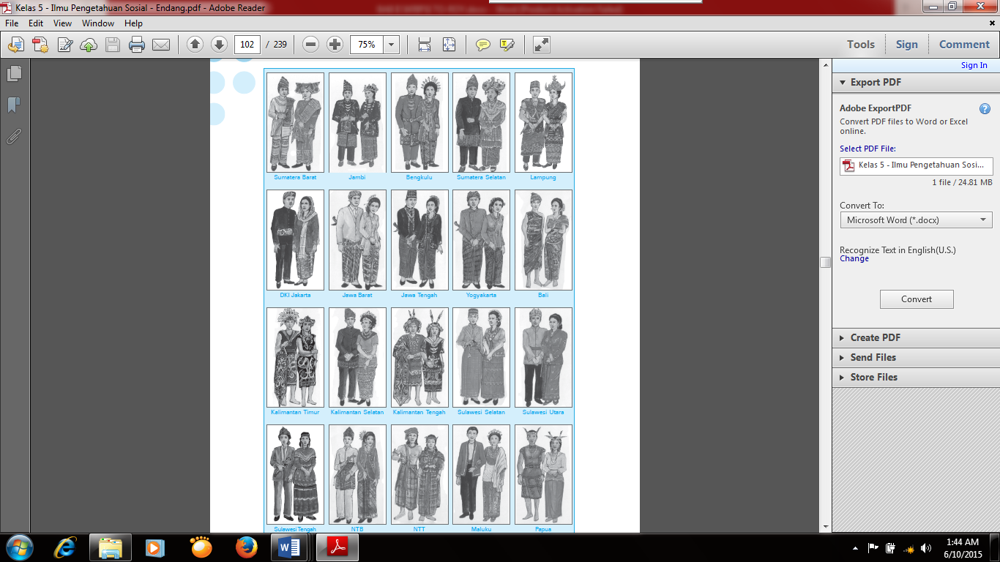 Kelas 5 - Ilmu Pengetahuan Sosial - Endang.pdf - Adobe Reader
File Edit View Window Help
102 / 239 75% Tools Sign Comment
Sign In
Export PDF
Adobe ExportPDF
Convert PDF files to Word or Excel
online.
Select PDF File:
Kelas 5 - Ilmu Pengetahuan Sosi...
1 file / 24.81 MB
Convert To:
Microsoft Word (*.docx)
Recognize Text in English(U.S.)
Change
Convert
Create PDF
Send Files
Store Files
Sumatera Barat Jambi Bengkulu Sumatera Selatan Lampung
DKI Jakarta Jawa Barat Jawa Tengah Yogyakarta Bali
Kalimantan Timur Kalimantan Selatan Kalimantan Tengah Sulawesi Selatan Sulawesi Utara
Sulawesi Tengah NTB NTT Maluku Papua
1:44 AM
6/10/2015